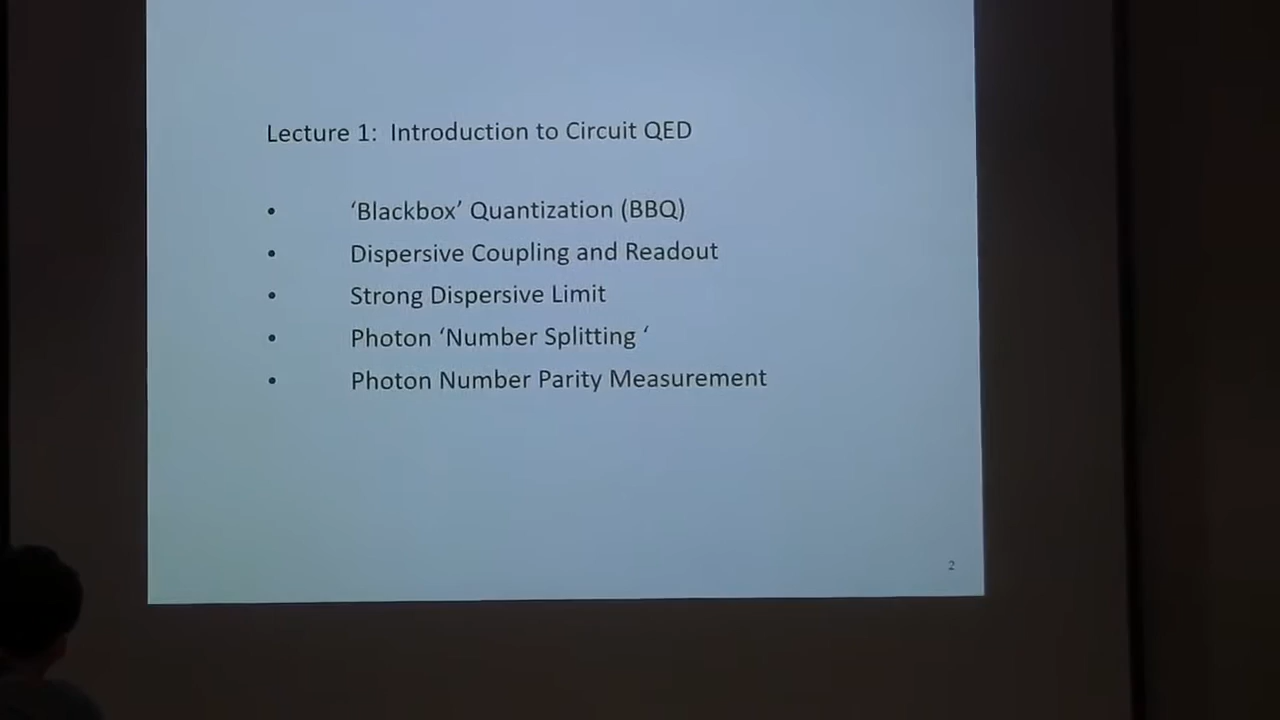 Lecture 1: Introduction to Circuit QED
• ‘Blackbox’ Quantization (BBQ)
• Dispersive Coupling and Readout
• Strong Dispersive Limit
• Photon ‘Number Splitting ‘
• Photon Number Parity Measurement
2